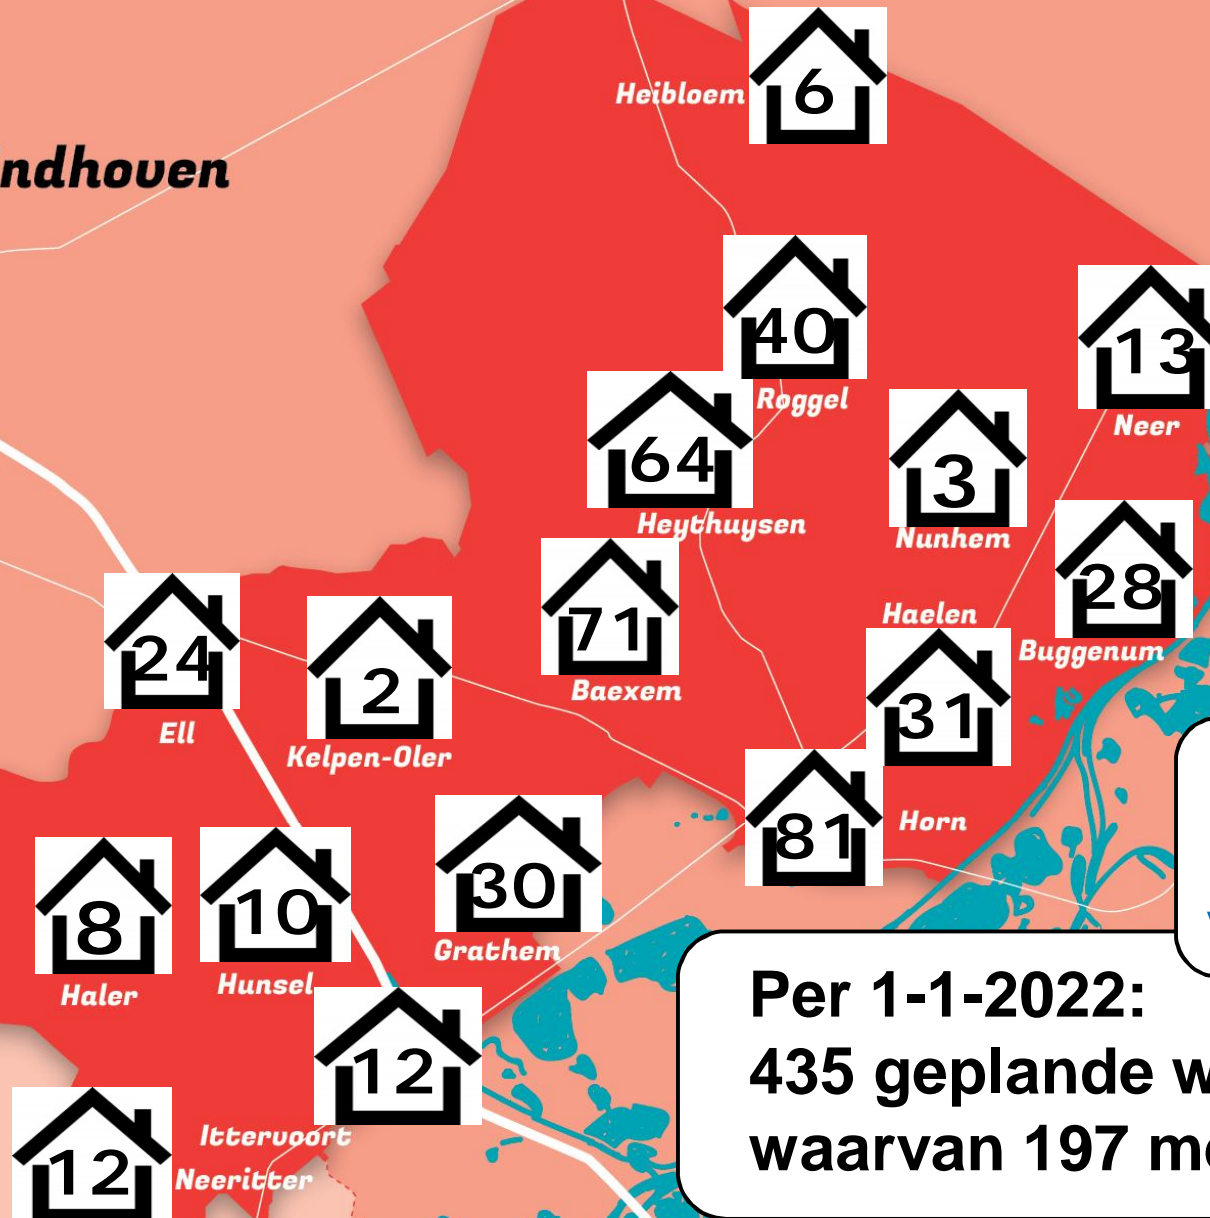 6
Heibloem
ndhoven
40
Roggel
13
Neer
64
Heythuysen
3
Nunhem
28
Buggenum
71
Baexem
Haelen
31
24
Ell
2
Kelpen-Oler
81
Horn
30
Grathem
8
Haler
10
Hunsel
12
Ittervoort
12
Neeritter
Per 1-1-2022:
435 geplande w
waarvan 197 m